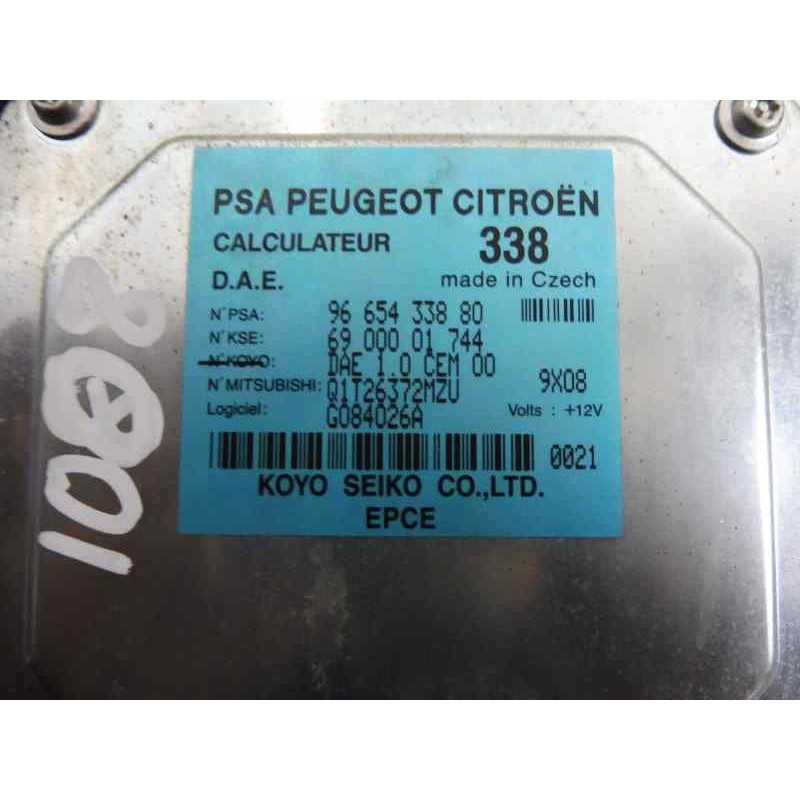 PSA PEUGEOT CITROËN
CALCULATEUR 338
D.A.E. made in Czech
N°PSA: 96 654 338 80
N°KSE: 69 000 01 744
N°KOYO: DAE 1.0 CEM 00
N°MITSUBISHI: Q1T26372MZU 9X08
Logiciel: G084026A Volts : +12V
0021
KOYO SEIKO CO.,LTD.
EPCE